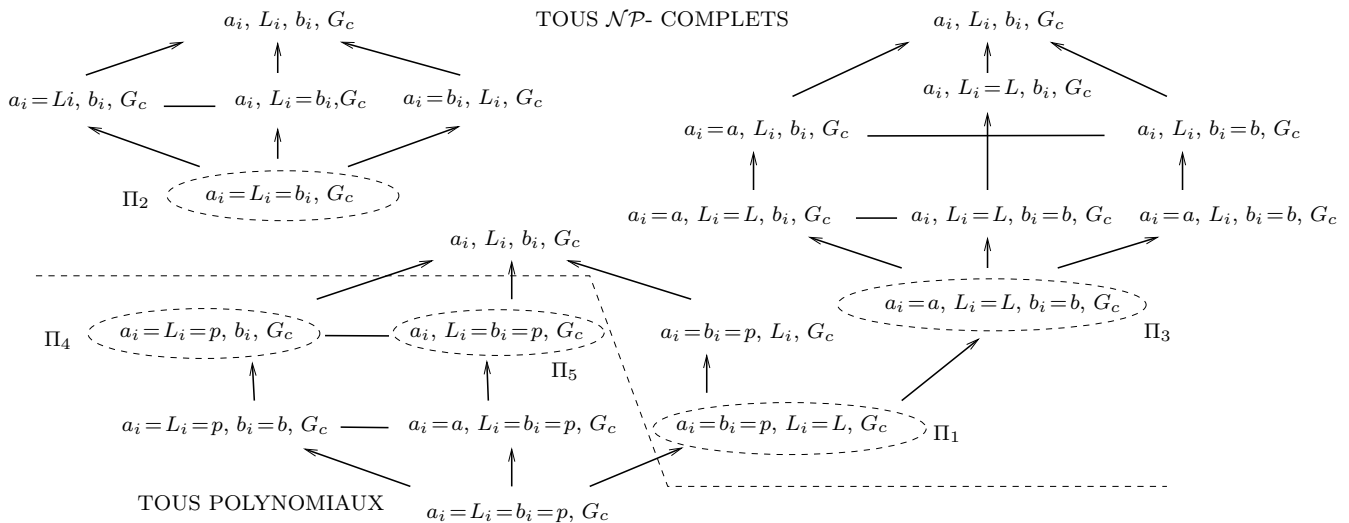 a_i, L_i, b_i, G_c
TOUS 𝒩𝒫- COMPLETS
a_i, L_i, b_i, G_c
a_i=Li, b_i, G_c
a_i, L_i=b_i,G_c
a_i=b_i, L_i, G_c
a_i, L_i=L, b_i, G_c
a_i=a, L_i, b_i, G_c
a_i, L_i, b_i=b, G_c
Π_2
a_i=L_i=b_i, G_c
a_i=a, L_i=L, b_i, G_c
a_i, L_i=L, b_i=b, G_c
a_i=a, L_i, b_i=b, G_c
a_i, L_i, b_i, G_c
a_i=a, L_i=L, b_i=b, G_c
Π_3
Π_4
a_i=L_i=p, b_i, G_c
a_i, L_i=b_i=p, G_c
Π_5
a_i=b_i=p, L_i, G_c
a_i=L_i=p, b_i=b, G_c
a_i=a, L_i=b_i=p, G_c
a_i=b_i=p, L_i=L, G_c
Π_1
TOUS POLYNOMIAUX
a_i=L_i=b_i=p, G_c